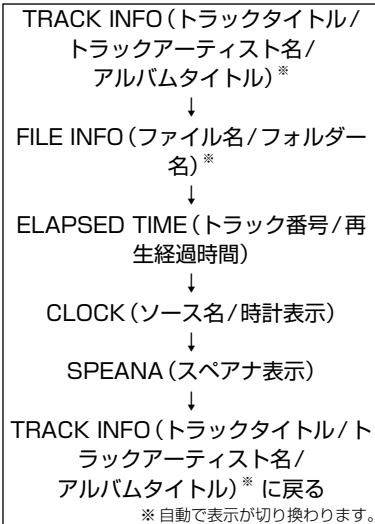 TRACK INFO（トラックタイトル/
トラックアーティスト名/
アルバムタイトル）※
↓
FILE INFO（ファイル名/フォルダー
名）※
↓
ELAPSED TIME（トラック番号/再
生経過時間）
↓
CLOCK（ソース名/時計表示）
↓
SPEANA（スペアナ表示）
↓
TRACK INFO（トラックタイトル/ト
ラックアーティスト名/
アルバムタイトル）※ に戻る
※ 自動で表示が切り換わります。